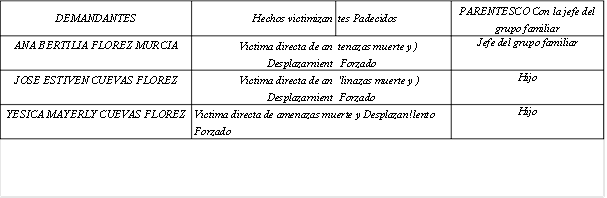 DEMANDANTES Hechos victimizan tes Padecidos PARENTESCO Con la jefe del
grupo familiar
ANA BERTILIA FLOREZ MURCIA Victima directa de an tenazas muerte y ) Jefe del grupo familiar
Desplazarnient Forzado
JOSE ESTIVEN CUEVAS FLOREZ Victima directa de an 'linazas muerte y ) Hijo
Desplazarnient Forzado
YESICA MAYERLY CUEVAS FLOREZ Victima directa de amenazas muerte y Desplazan!lento Hijo
Forzado